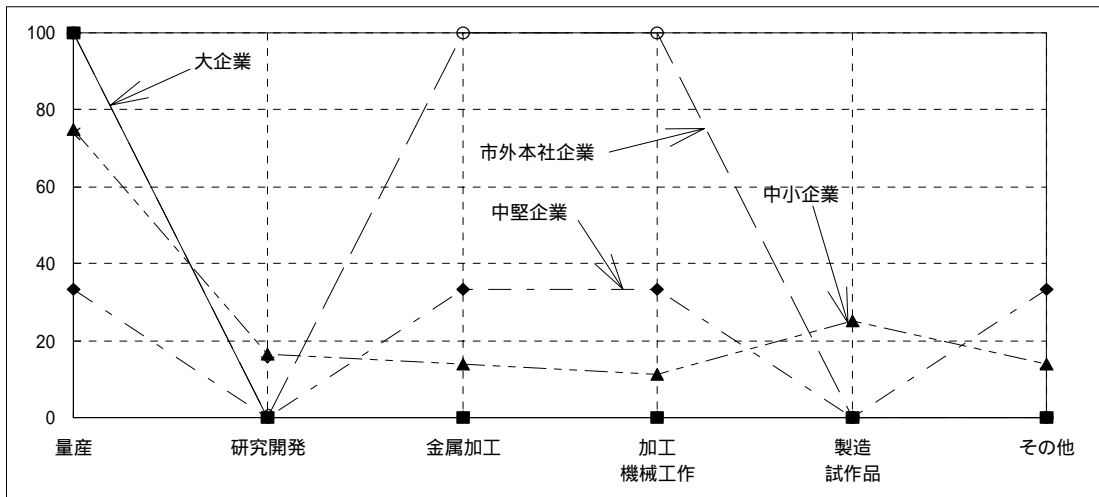 100
80
60
40
20
0
大企業
市外本社企業
中小企業
中堅企業
量産
研究開発
金属加工
加工
機械工作
製造
試作品
その他